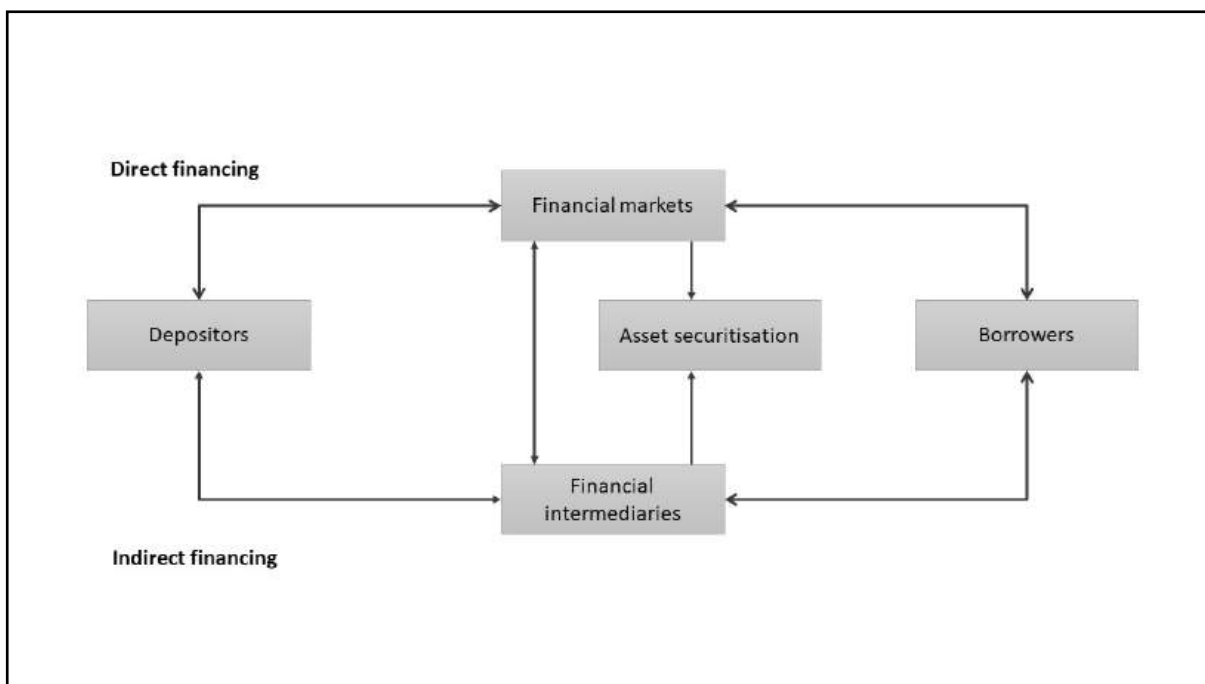 Direct financing
Financial markets
Depositors
Asset securitisation
Borrowers
Financial
intermediaries
Indirect financing